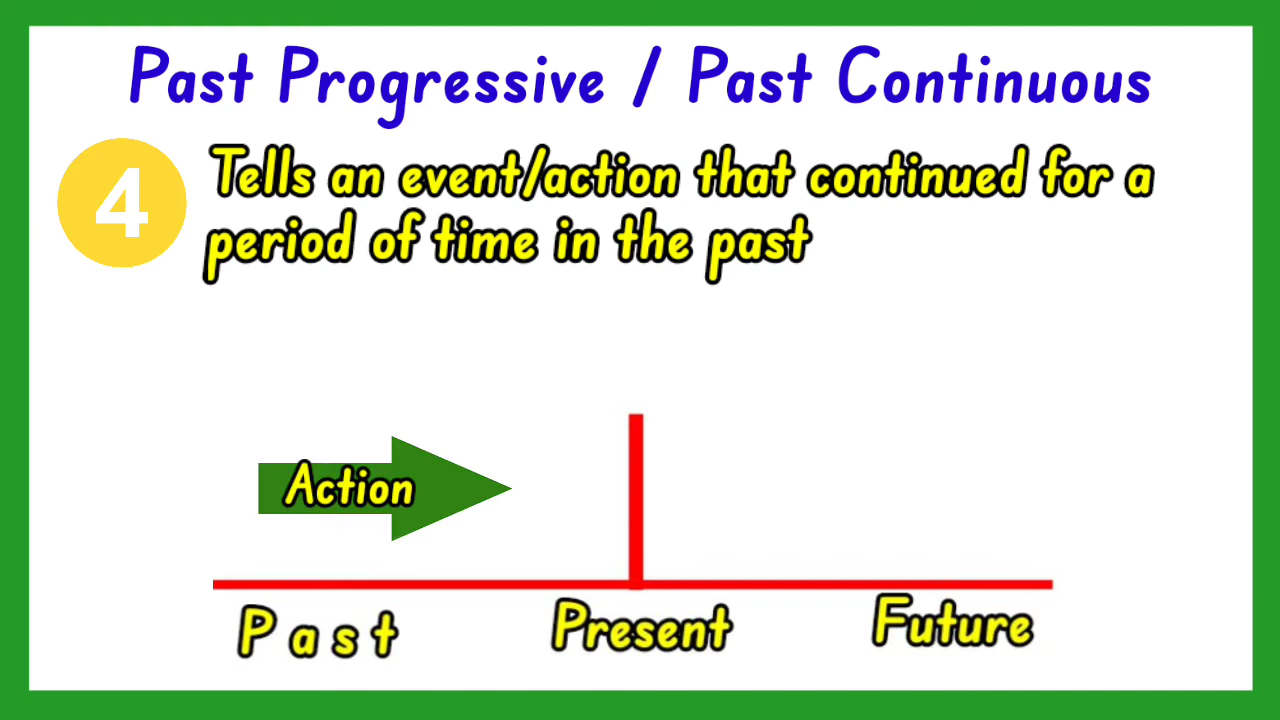 Past Progressive / Past Continuous
4
Tells an event/action that continued for a
period of time in the past
Action
Past
Present
Future